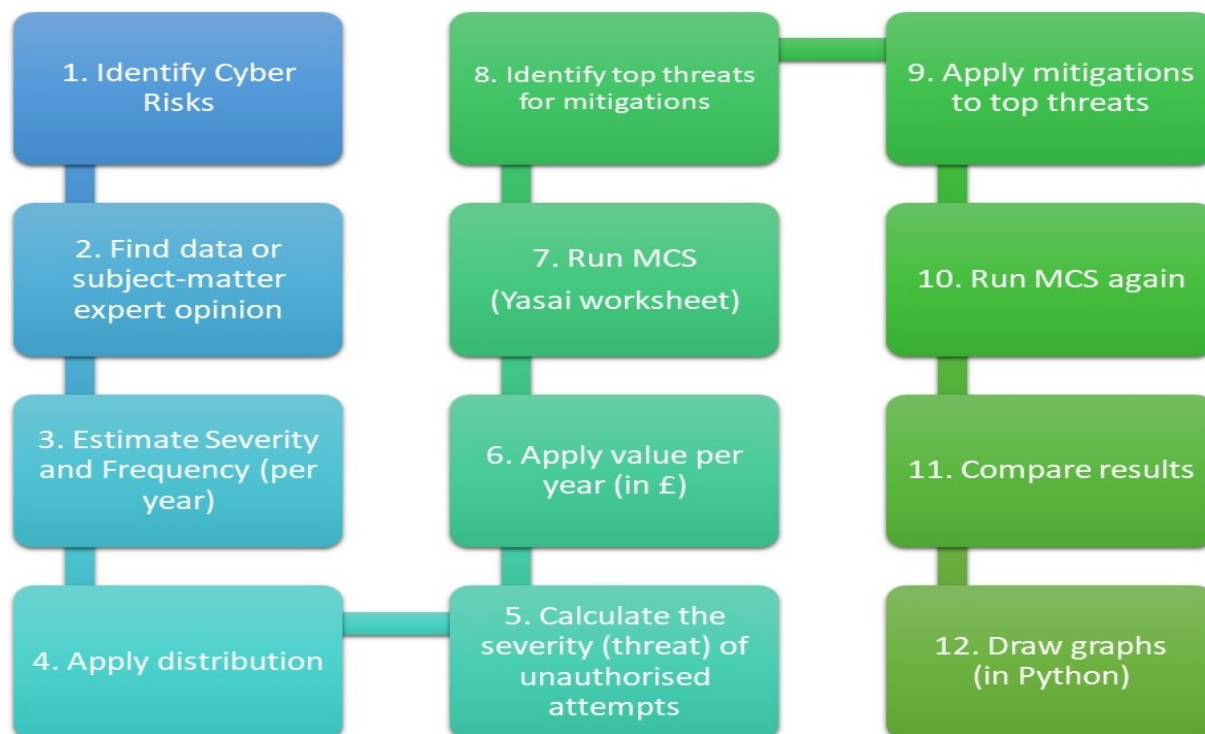 1. Identify Cyber
Risks
2. Find data or
subject-matter
expert opinion
3. Estimate Severity
and Frequency (per
year)
4. Apply distribution
5. Calculate the
severity (threat) of
unauthorised
attempts
6. Apply value per
year (in £)
7. Run MCS
(Yasai worksheet)
8. Identify top threats
for mitigations
9. Apply mitigations
to top threats
10. Run MCS again
11. Compare results
12. Draw graphs
(in Python)